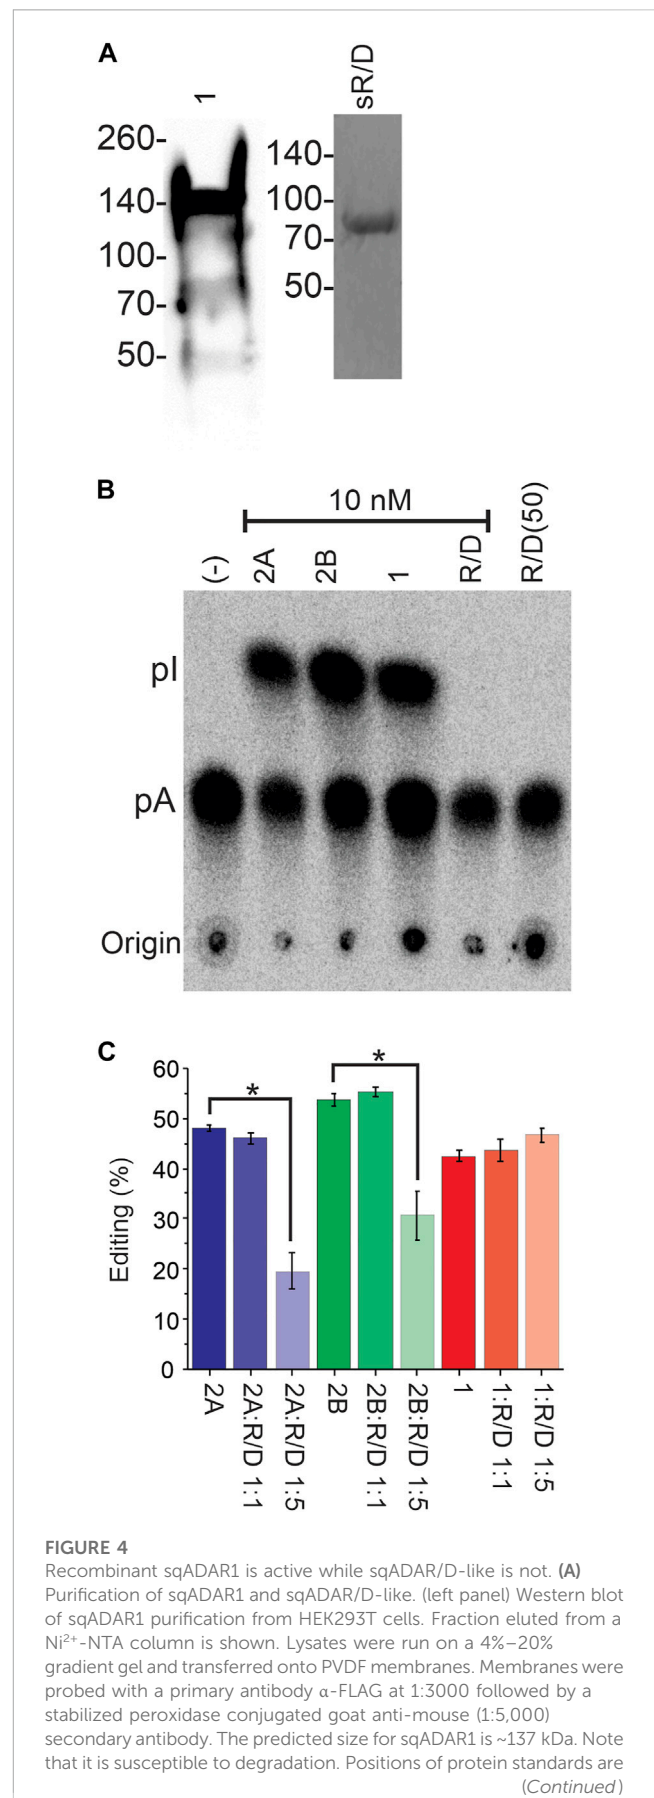 A
1
260-
140-
100-
70-
50-
sR/D
140-
100-
70-
50-
B
10 nM
(-)
2A
2B
1
R/D
R/D(50)
pI
pA
Origin
C
Editing (%)
60
50
40
30
20
10
0
*
*
2A
2A:R/D 1:1
2A:R/D 1:5
2B
2B:R/D 1:1
2B:R/D 1:5
1
1:R/D 1:1
1:R/D 1:5
FIGURE 4
Recombinant sqADAR1 is active while sqADAR/D-like is not. (A)
Purification of sqADAR1 and sqADAR/D-like. (left panel) Western blot
of sqADAR1 purification from HEK293T cells. Fraction eluted from a
Ni2+-NTA column is shown. Lysates were run on a 4%–20%
gradient gel and transferred onto PVDF membranes. Membranes were
probed with a primary antibody α-FLAG at 1:3000 followed by a
stabilized peroxidase conjugated goat anti-mouse (1:5,000)
secondary antibody. The predicted size for sqADAR1 is ~137 kDa. Note
that it is susceptible to degradation. Positions of protein standards are
(Continued)